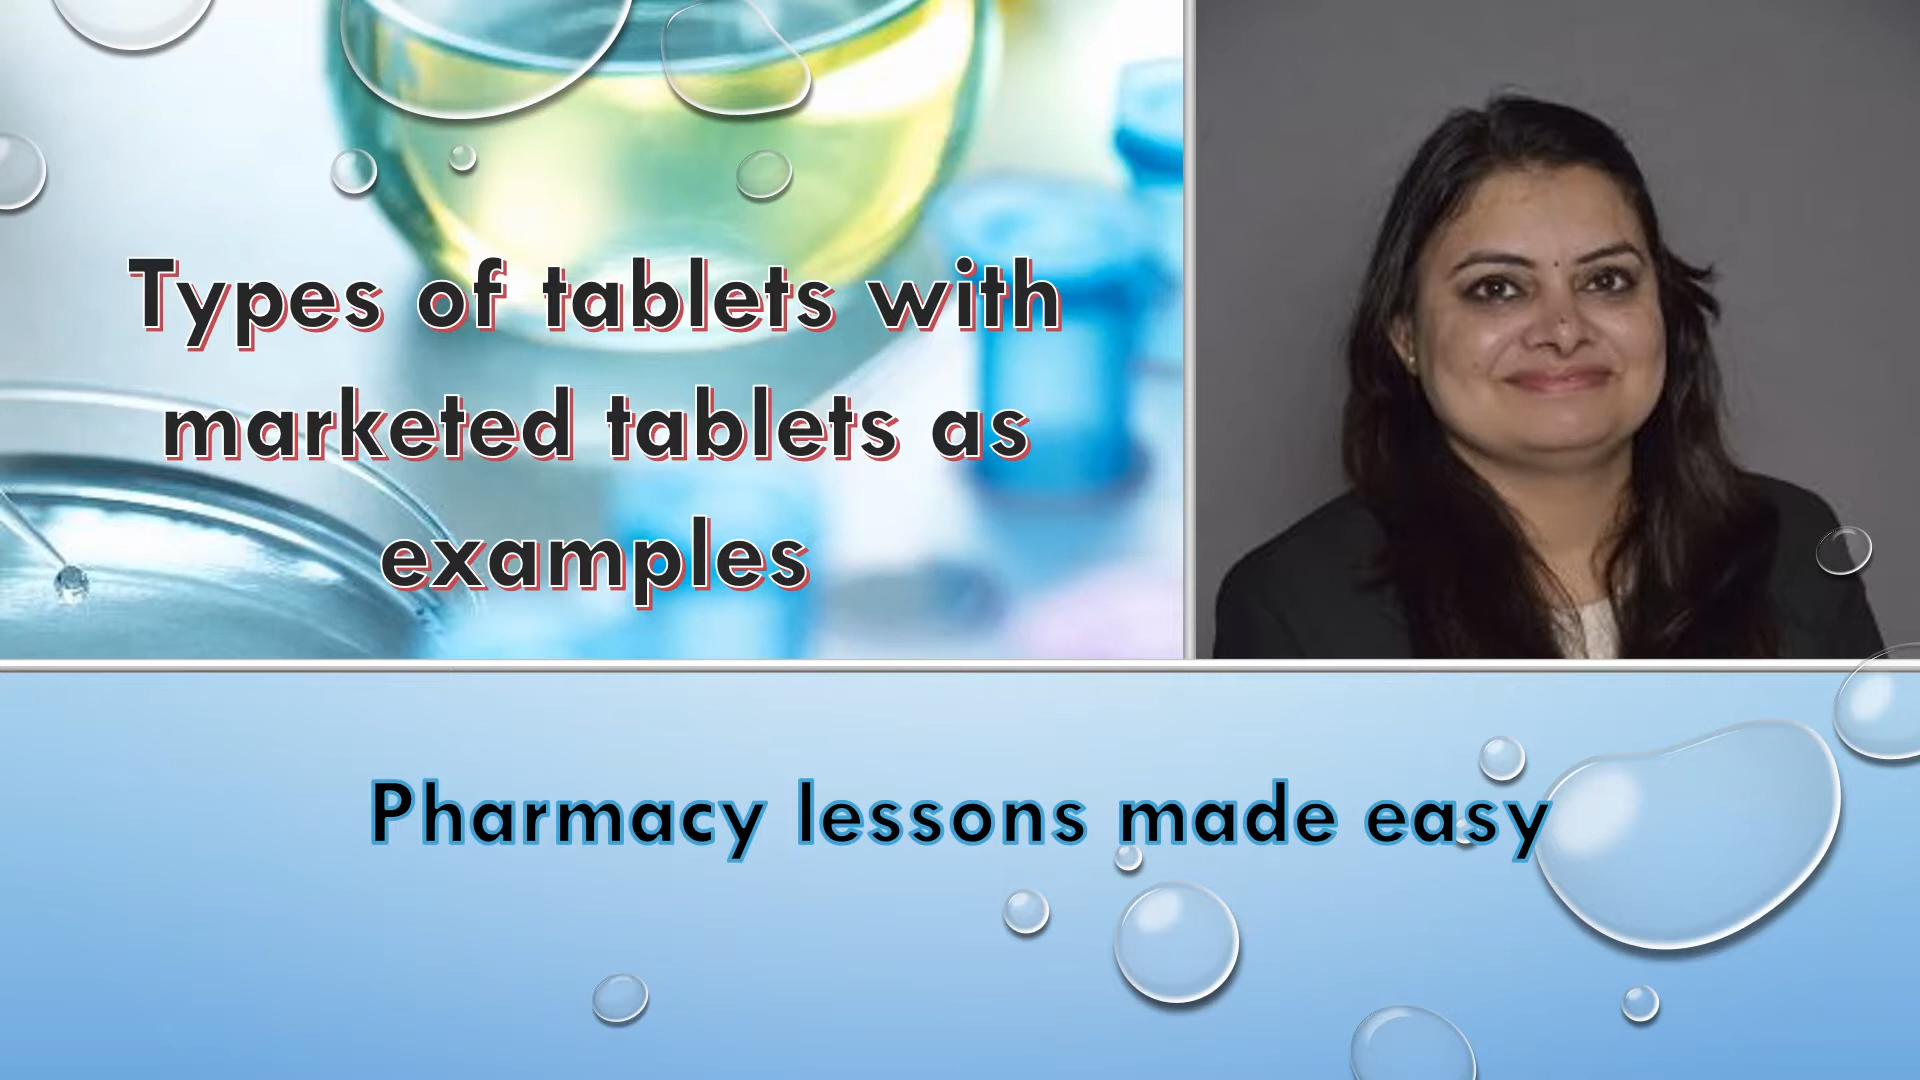 Types of tablets with
marketed tablets as
examples
Pharmacy lessons made easy